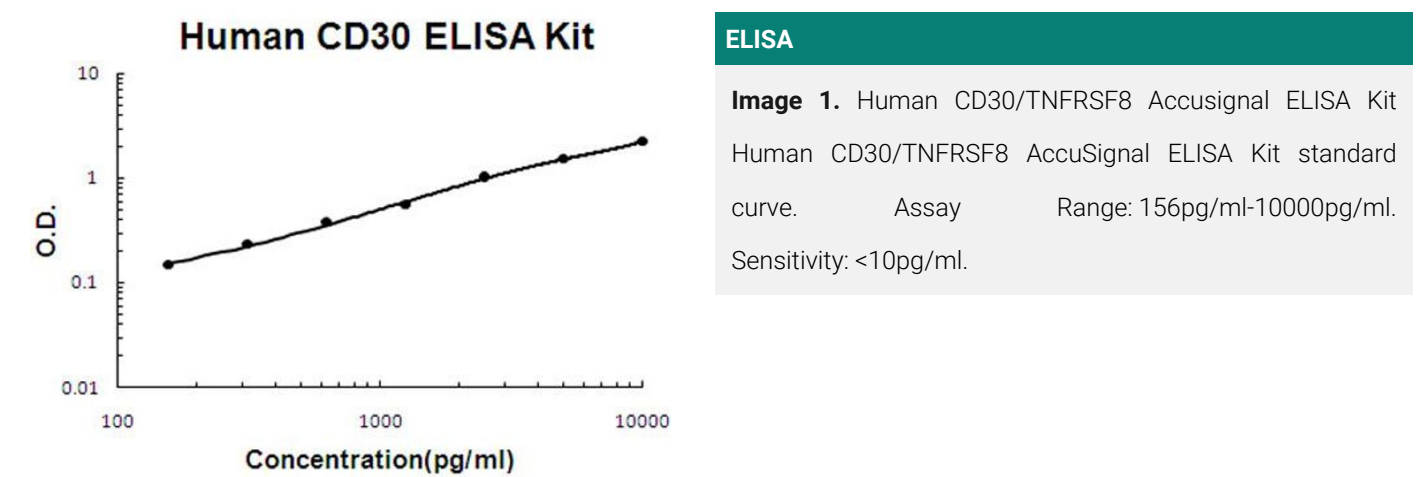 Human CD30 ELISA Kit
10
1
0.1
0.01
O.D.
100
1000
10000
Concentration(pg/ml)
ELISA
Image 1. Human CD30/TNFRSF8 Accusignal ELISA Kit
Human CD30/TNFRSF8 AccuSignal ELISA Kit standard
curve. Assay Range: 156pg/ml-10000pg/ml.
Sensitivity: <10pg/ml.